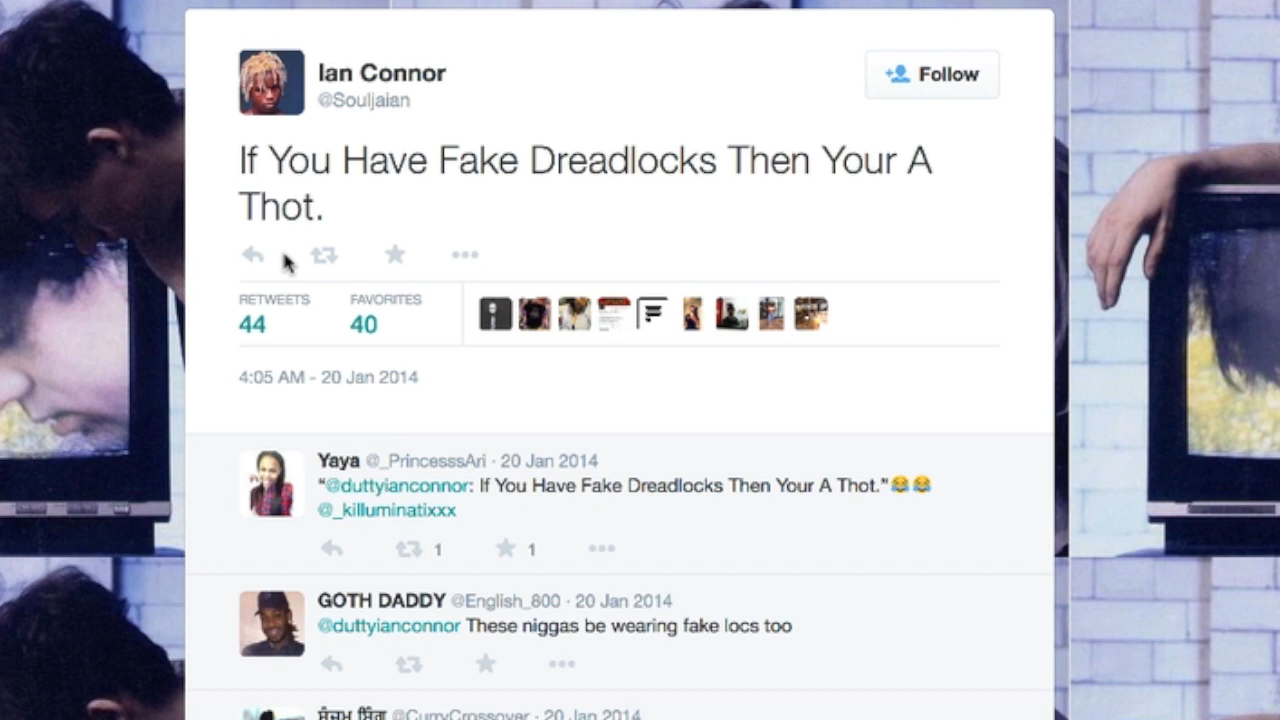 Ian Connor
@Souljaian
Follow
If You Have Fake Dreadlocks Then Your A
Thot.
RETWEETS
FAVORITES
44
40
4:05 AM - 20 Jan 2014
Yaya @_PrincesssAri · 20 Jan 2014
“@duttyianconnor: If You Have Fake Dreadlocks Then Your A Thot.”😂😂
@_killuminatixxx
1
1
GOTH DADDY @English_800 · 20 Jan 2014
@duttyianconnor These niggas be wearing fake locs too
@CurryCrossover · 20 Jan 2014